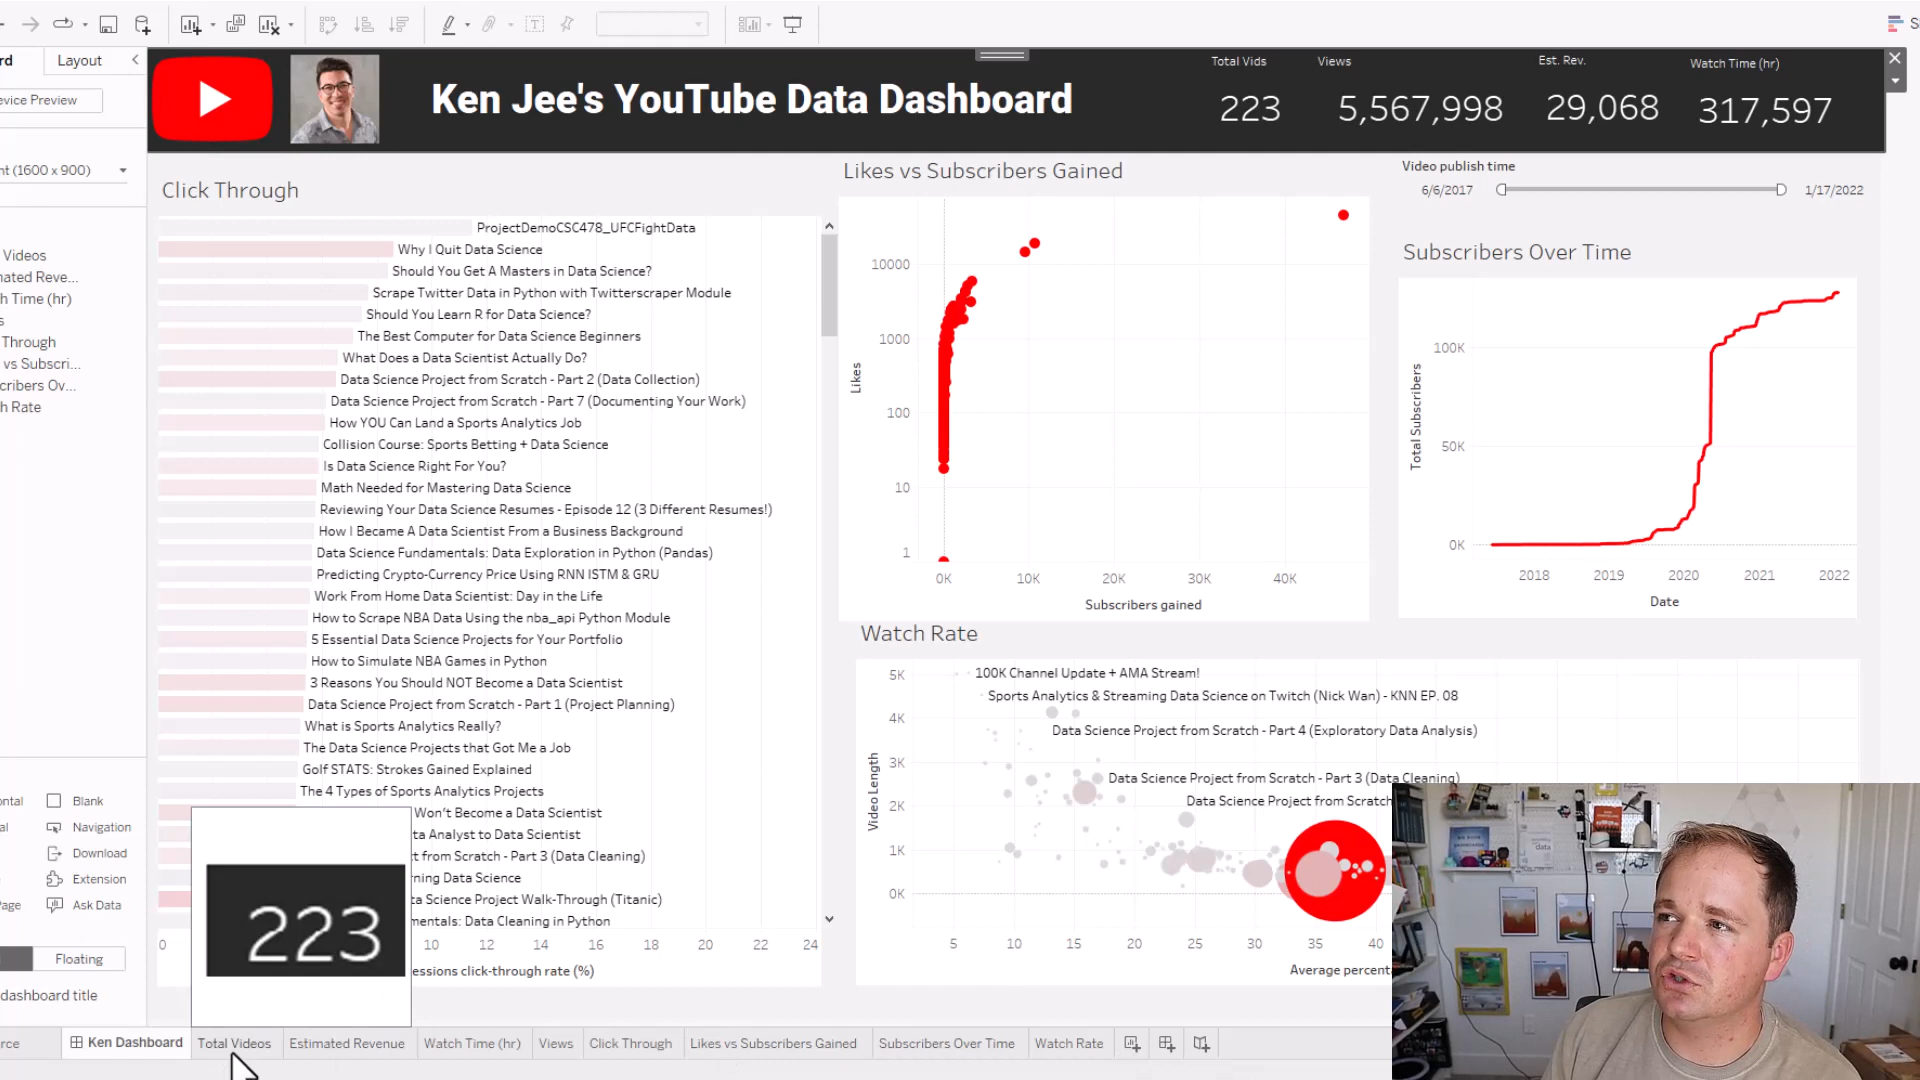 rd
Layout
evice Preview
nt (1600 x 900)
Videos
nated Reve...
h Time (hr)
s
Through
vs Subscri...
cribers Ov...
h Rate
ntal
Blank
al
Navigation
Download
Extension
Page
Ask Data
Floating
dashboard title
Ken Jee's YouTube Data Dashboard
Total Vids
223
Views
5,567,998
Est. Rev.
29,068
Watch Time (hr)
317,597
Click Through
ProjectDemoCSC478_UFCFightData
Why I Quit Data Science
Should You Get A Masters in Data Science?
Scrape Twitter Data in Python with Twitterscraper Module
Should You Learn R for Data Science?
The Best Computer for Data Science Beginners
What Does a Data Scientist Actually Do?
Data Science Project from Scratch - Part 2 (Data Collection)
Data Science Project from Scratch - Part 7 (Documenting Your Work)
How YOU Can Land a Sports Analytics Job
Collision Course: Sports Betting + Data Science
Is Data Science Right For You?
Math Needed for Mastering Data Science
Reviewing Your Data Science Resumes - Episode 12 (3 Different Resumes!)
How I Became A Data Scientist From a Business Background
Data Science Fundamentals: Data Exploration in Python (Pandas)
Predicting Crypto-Currency Price Using RNN lSTM & GRU
Work From Home Data Scientist: Day in the Life
How to Scrape NBA Data Using the nba_api Python Module
5 Essential Data Science Projects for Your Portfolio
How to Simulate NBA Games in Python
3 Reasons You Should NOT Become a Data Scientist
Data Science Project from Scratch - Part 1 (Project Planning)
What is Sports Analytics Really?
The Data Science Projects that Got Me a Job
Golf STATS: Strokes Gained Explained
The 4 Types of Sports Analytics Projects
Won't Become a Data Scientist
ta Analyst to Data Scientist
t from Scratch - Part 3 (Data Cleaning)
rning Data Science
ta Science Project Walk-Through (Titanic)
mentals: Data Cleaning in Python
0 10 12 14 16 18 20 22 24
essions click-through rate (%)
223
Likes vs Subscribers Gained
Likes
10000
1000
100
10
1
0K 10K 20K 30K 40K
Subscribers gained
Video publish time
6/6/2017 1/17/2022
Subscribers Over Time
Total Subscribers
100K
50K
0K
2018 2019 2020 2021 2022
Date
Watch Rate
Video Length
5K
4K
3K
2K
1K
0K
100K Channel Update + AMA Stream!
Sports Analytics & Streaming Data Science on Twitch (Nick Wan) - KNN EP. 08
Data Science Project from Scratch - Part 4 (Exploratory Data Analysis)
Data Science Project from Scratch - Part 3 (Data Cleaning)
Data Science Project from Scratch
5 10 15 20 25 30 35 40
Average percenta
rce
Ken Dashboard
Total Videos
Estimated Revenue
Watch Time (hr)
Views
Click Through
Likes vs Subscribers Gained
Subscribers Over Time
Watch Rate